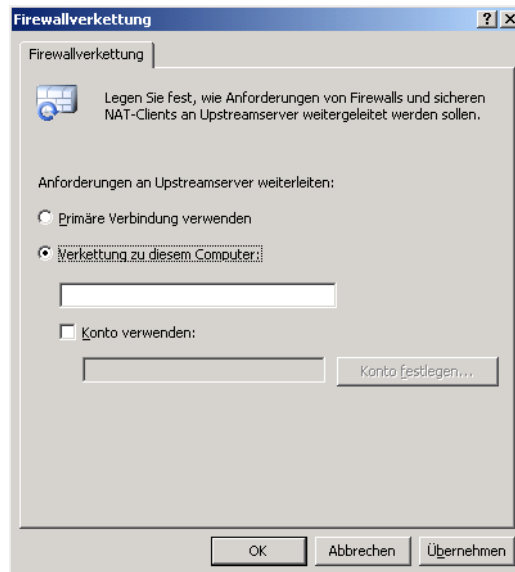 Firewallverkettung
Firewallverkettung
Legen Sie fest, wie Anforderungen von Firewalls und sicheren
NAT-Clients an Upstreamserver weitergeleitet werden sollen.
Anforderungen an Upstreamserver weiterleiten:
Primäre Verbindung verwenden
Verkettung zu diesem Computer:
Konto verwenden:
Konto festlegen...
OK
Abbrechen
Übernehmen